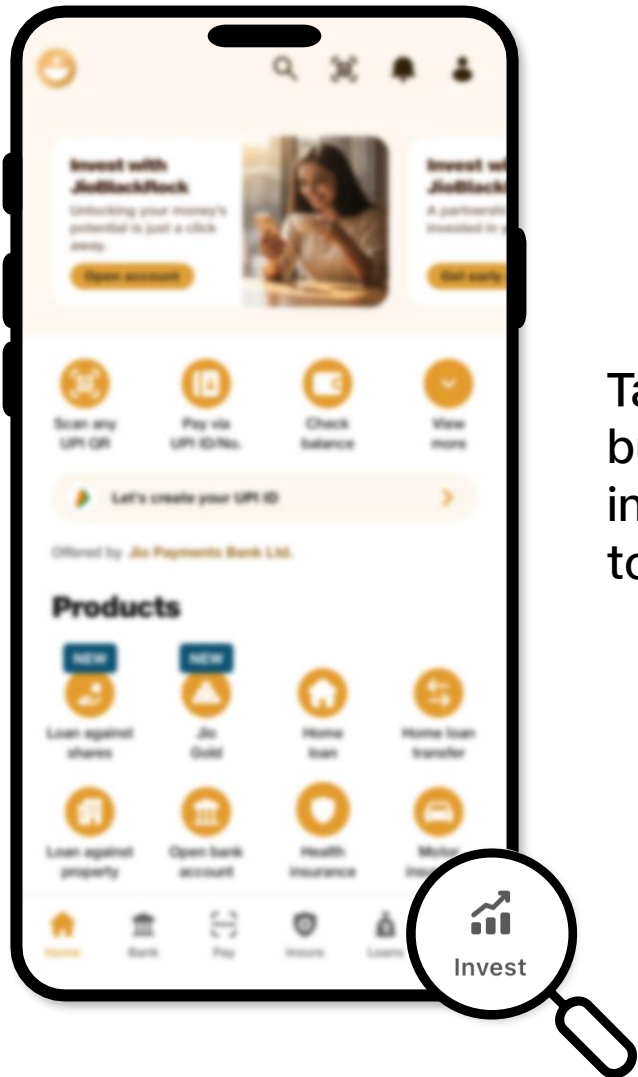 Invest with
JioBlackRock
Unlocking your money's
potential is just a click
away.
Open account
Invest wi
JioBlackR
A partnershi
invested in y
Get early
Scan any
UPI QR
Pay via
UPI ID/No.
Check
balance
View
more
Let's create your UPI ID
Offered by Jio Payments Bank Ltd.
Products
NEW
NEW
Loan against
shares
Jio
Gold
Home
loan
Home loan
transfer
Loan against
property
Open bank
account
Health
insurance
Motor
Home
Bank
Pay
Insure
Loans
Invest
Ta
bu
in
to